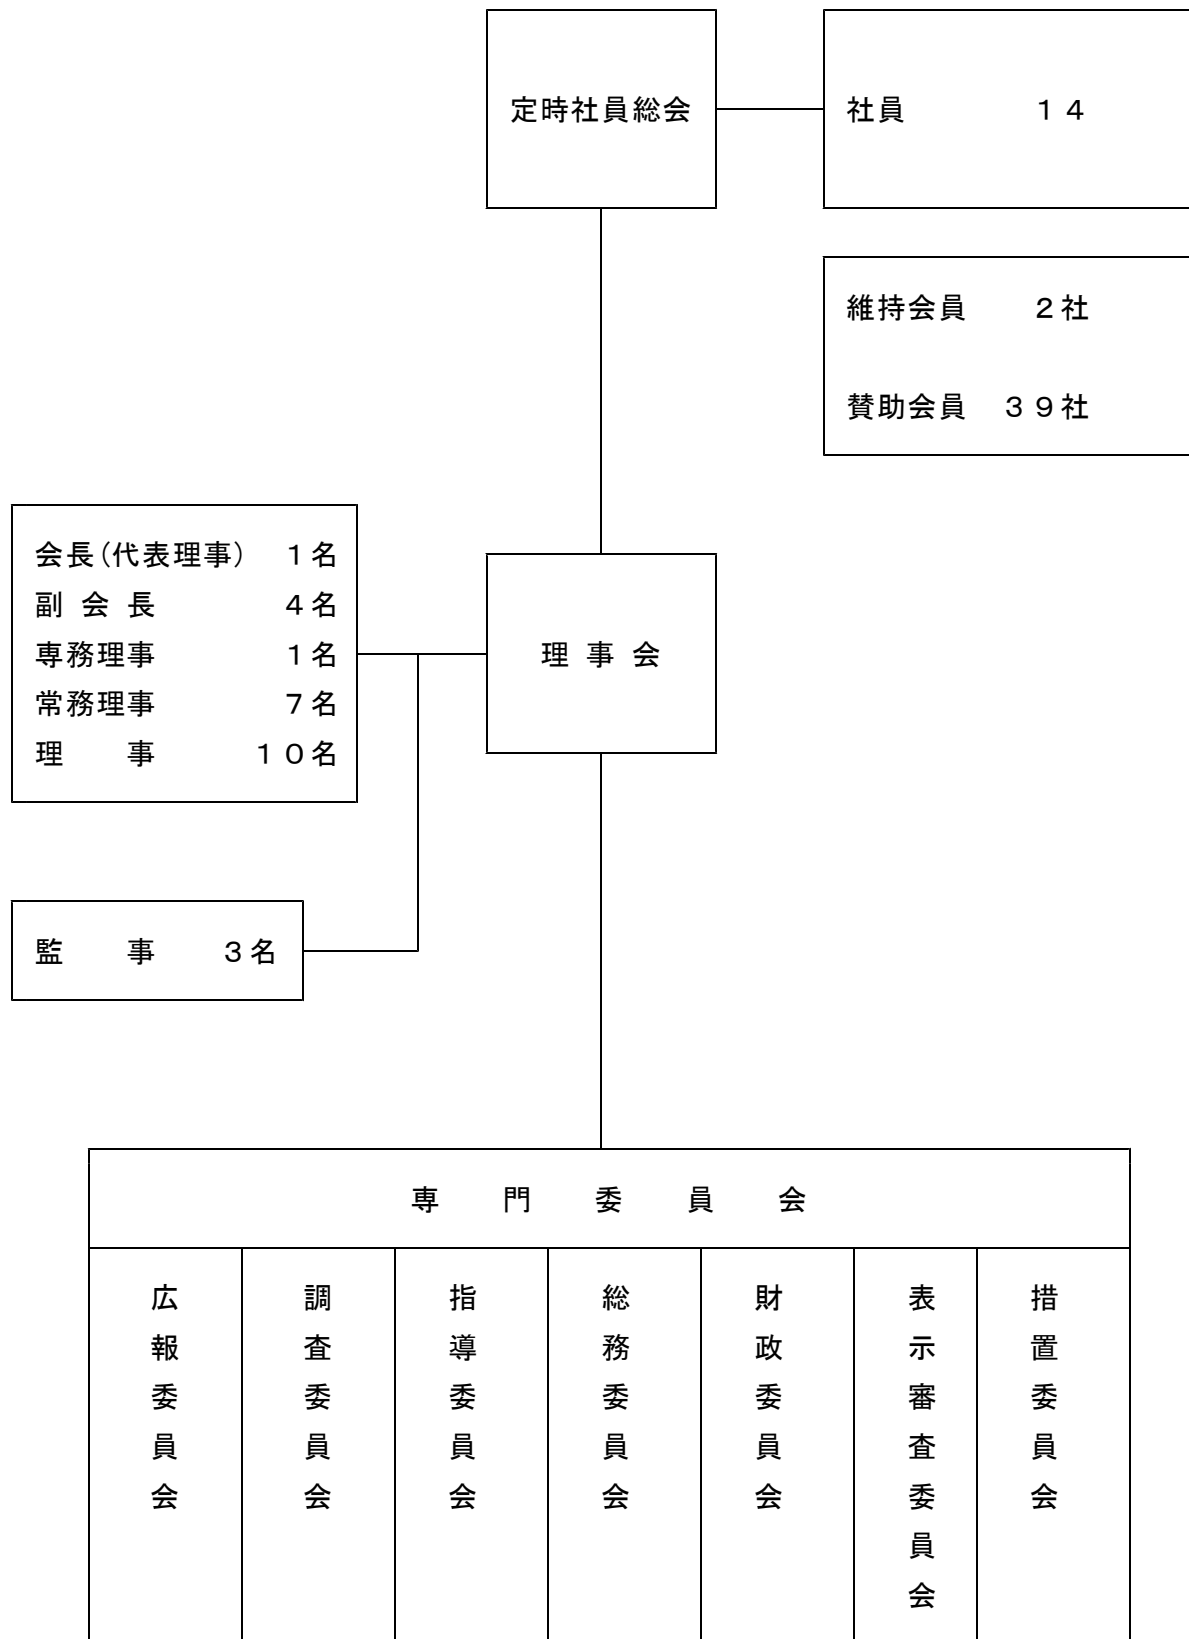 定時社員総会
社員　　　　１４
維持会員　　２社
賛助会員　３９社
会長（代表理事）　１名
副 会 長　　　　４名
専務理事　　　　１名
常務理事　　　　７名
理　　事　　　１０名
理 事 会
監　　事　　３名
専　門　委　員　会
広報委員会
調査委員会
指導委員会
総務委員会
財政委員会
表示審査委員会
措置委員会